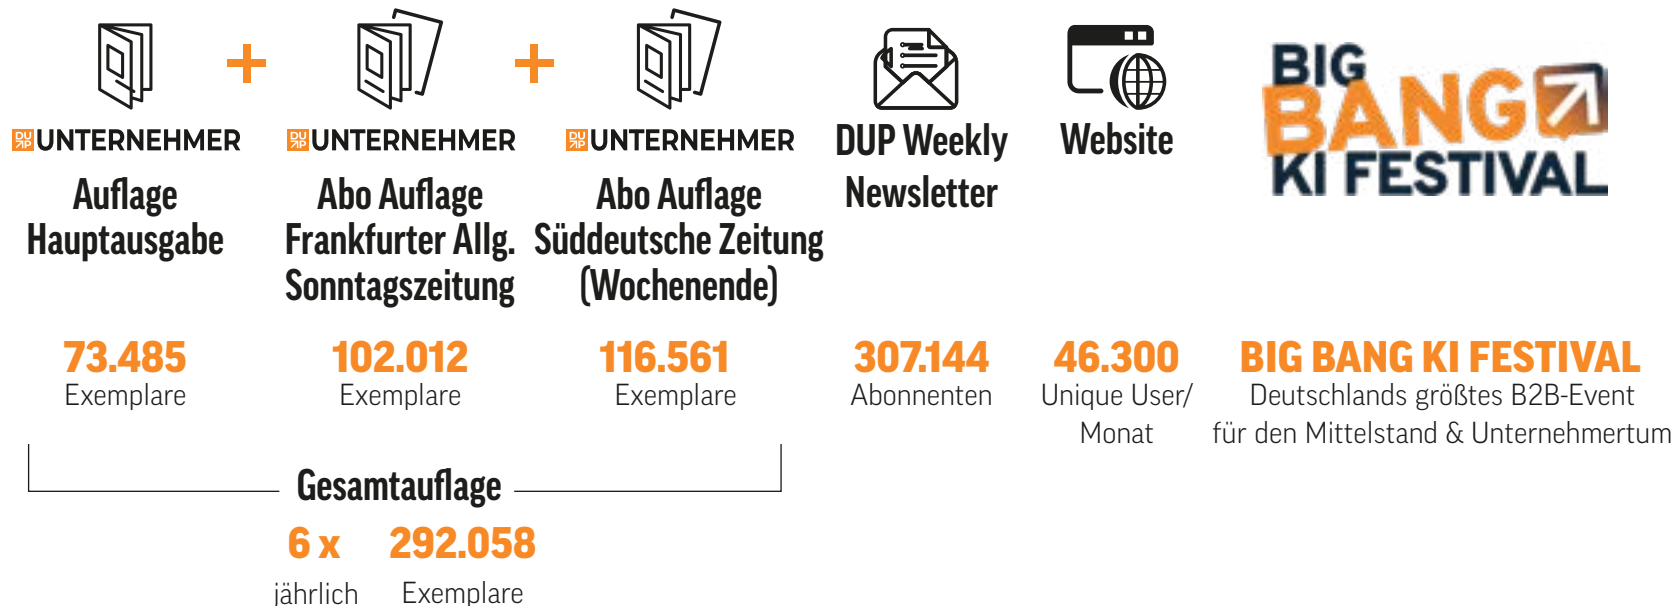 DUP UNTERNEHMER
Auflage
Hauptausgabe
73.485
Exemplare
+
DUP UNTERNEHMER
Abo Auflage
Frankfurter Allg.
Sonntagszeitung
102.012
Exemplare
+
DUP UNTERNEHMER
Abo Auflage
Süddeutsche Zeitung
(Wochenende)
116.561
Exemplare
Gesamtauflage
6 x
jährlich
292.058
Exemplare
DUP Weekly
Newsletter
307.144
Abonnenten
Website
46.300
Unique User/
Monat
BIG
BANG
KI FESTIVAL
BIG BANG KI FESTIVAL
Deutschlands größtes B2B-Event
für den Mittelstand & Unternehmertum